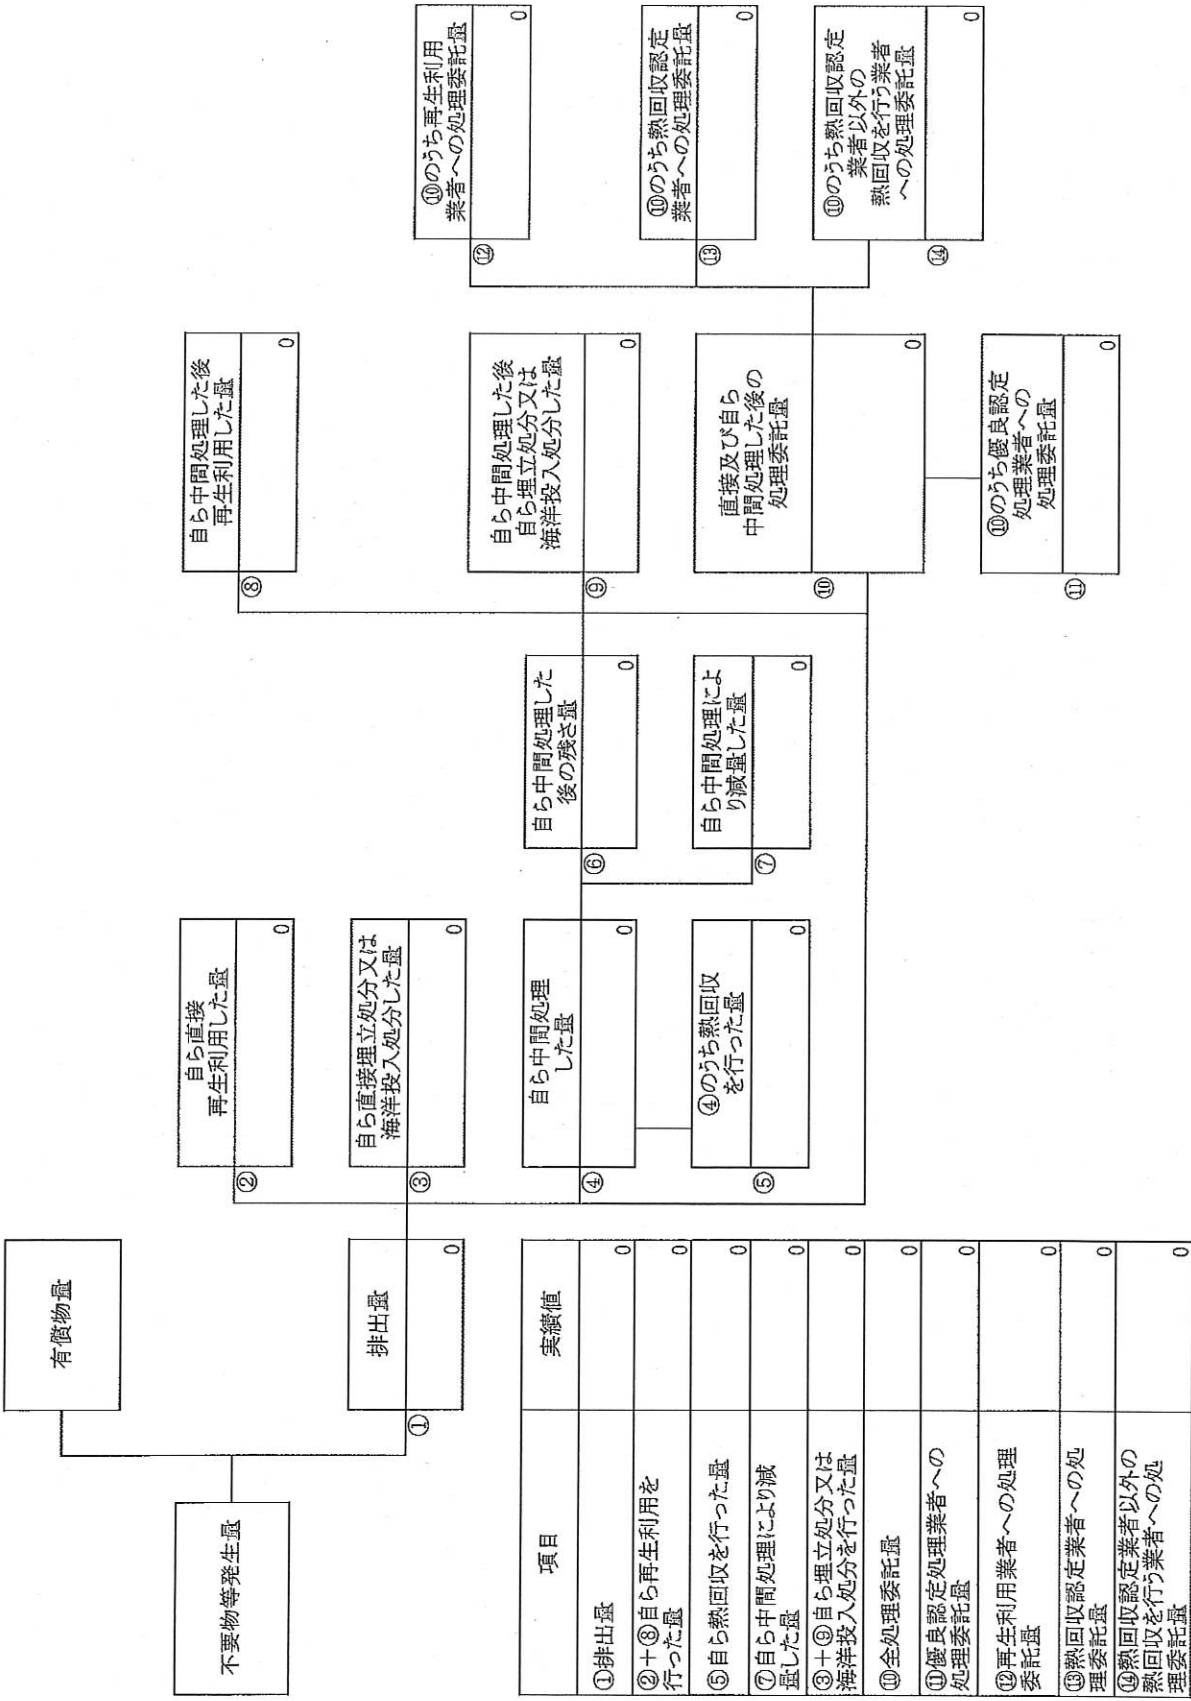 不要物等発生量
有償物量
①
排出量
0
②
自ら直接
再生利用した量
0
③
自ら直接埋立処分又は
海洋投入処分した量
0
④
自ら中間処理
した量
0
⑤
④のうち熱回収
を行った量
0
⑥
自ら中間処理した
後の残さ量
0
⑦
自ら中間処理によ
り減量した量
0
⑧
自ら中間処理した後
再生利用した量
0
⑨
自ら中間処理した後
自ら埋立処分又は
海洋投入処分した量
0
⑩
直接及び自ら
中間処理した後の
処理委託量
0
⑪
⑩のうち優良認定
処理業者への
処理委託量
0
⑫
⑩のうち再生利用
業者への処理委託量
0
⑬
⑩のうち熱回収認定
業者への処理委託量
0
⑭
⑩のうち熱回収認定
業者以外の
熱回収を行う業者
への処理委託量
0
項目 実績値
①排出量 0
②+⑧自ら再生利用を
行った量 0
⑤自ら熱回収を行った量 0
⑦自ら中間処理により減
量した量 0
③+⑨自ら埋立処分又は
海洋投入処分を行った量 0
⑩全処理委託量 0
⑪優良認定処理業者への
処理委託量 0
⑫再生利用業者への処理
委託量 0
⑬熱回収認定業者への処
理委託量 0
⑭熱回収認定業者以外の
熱回収を行う業者への処
理委託量 0